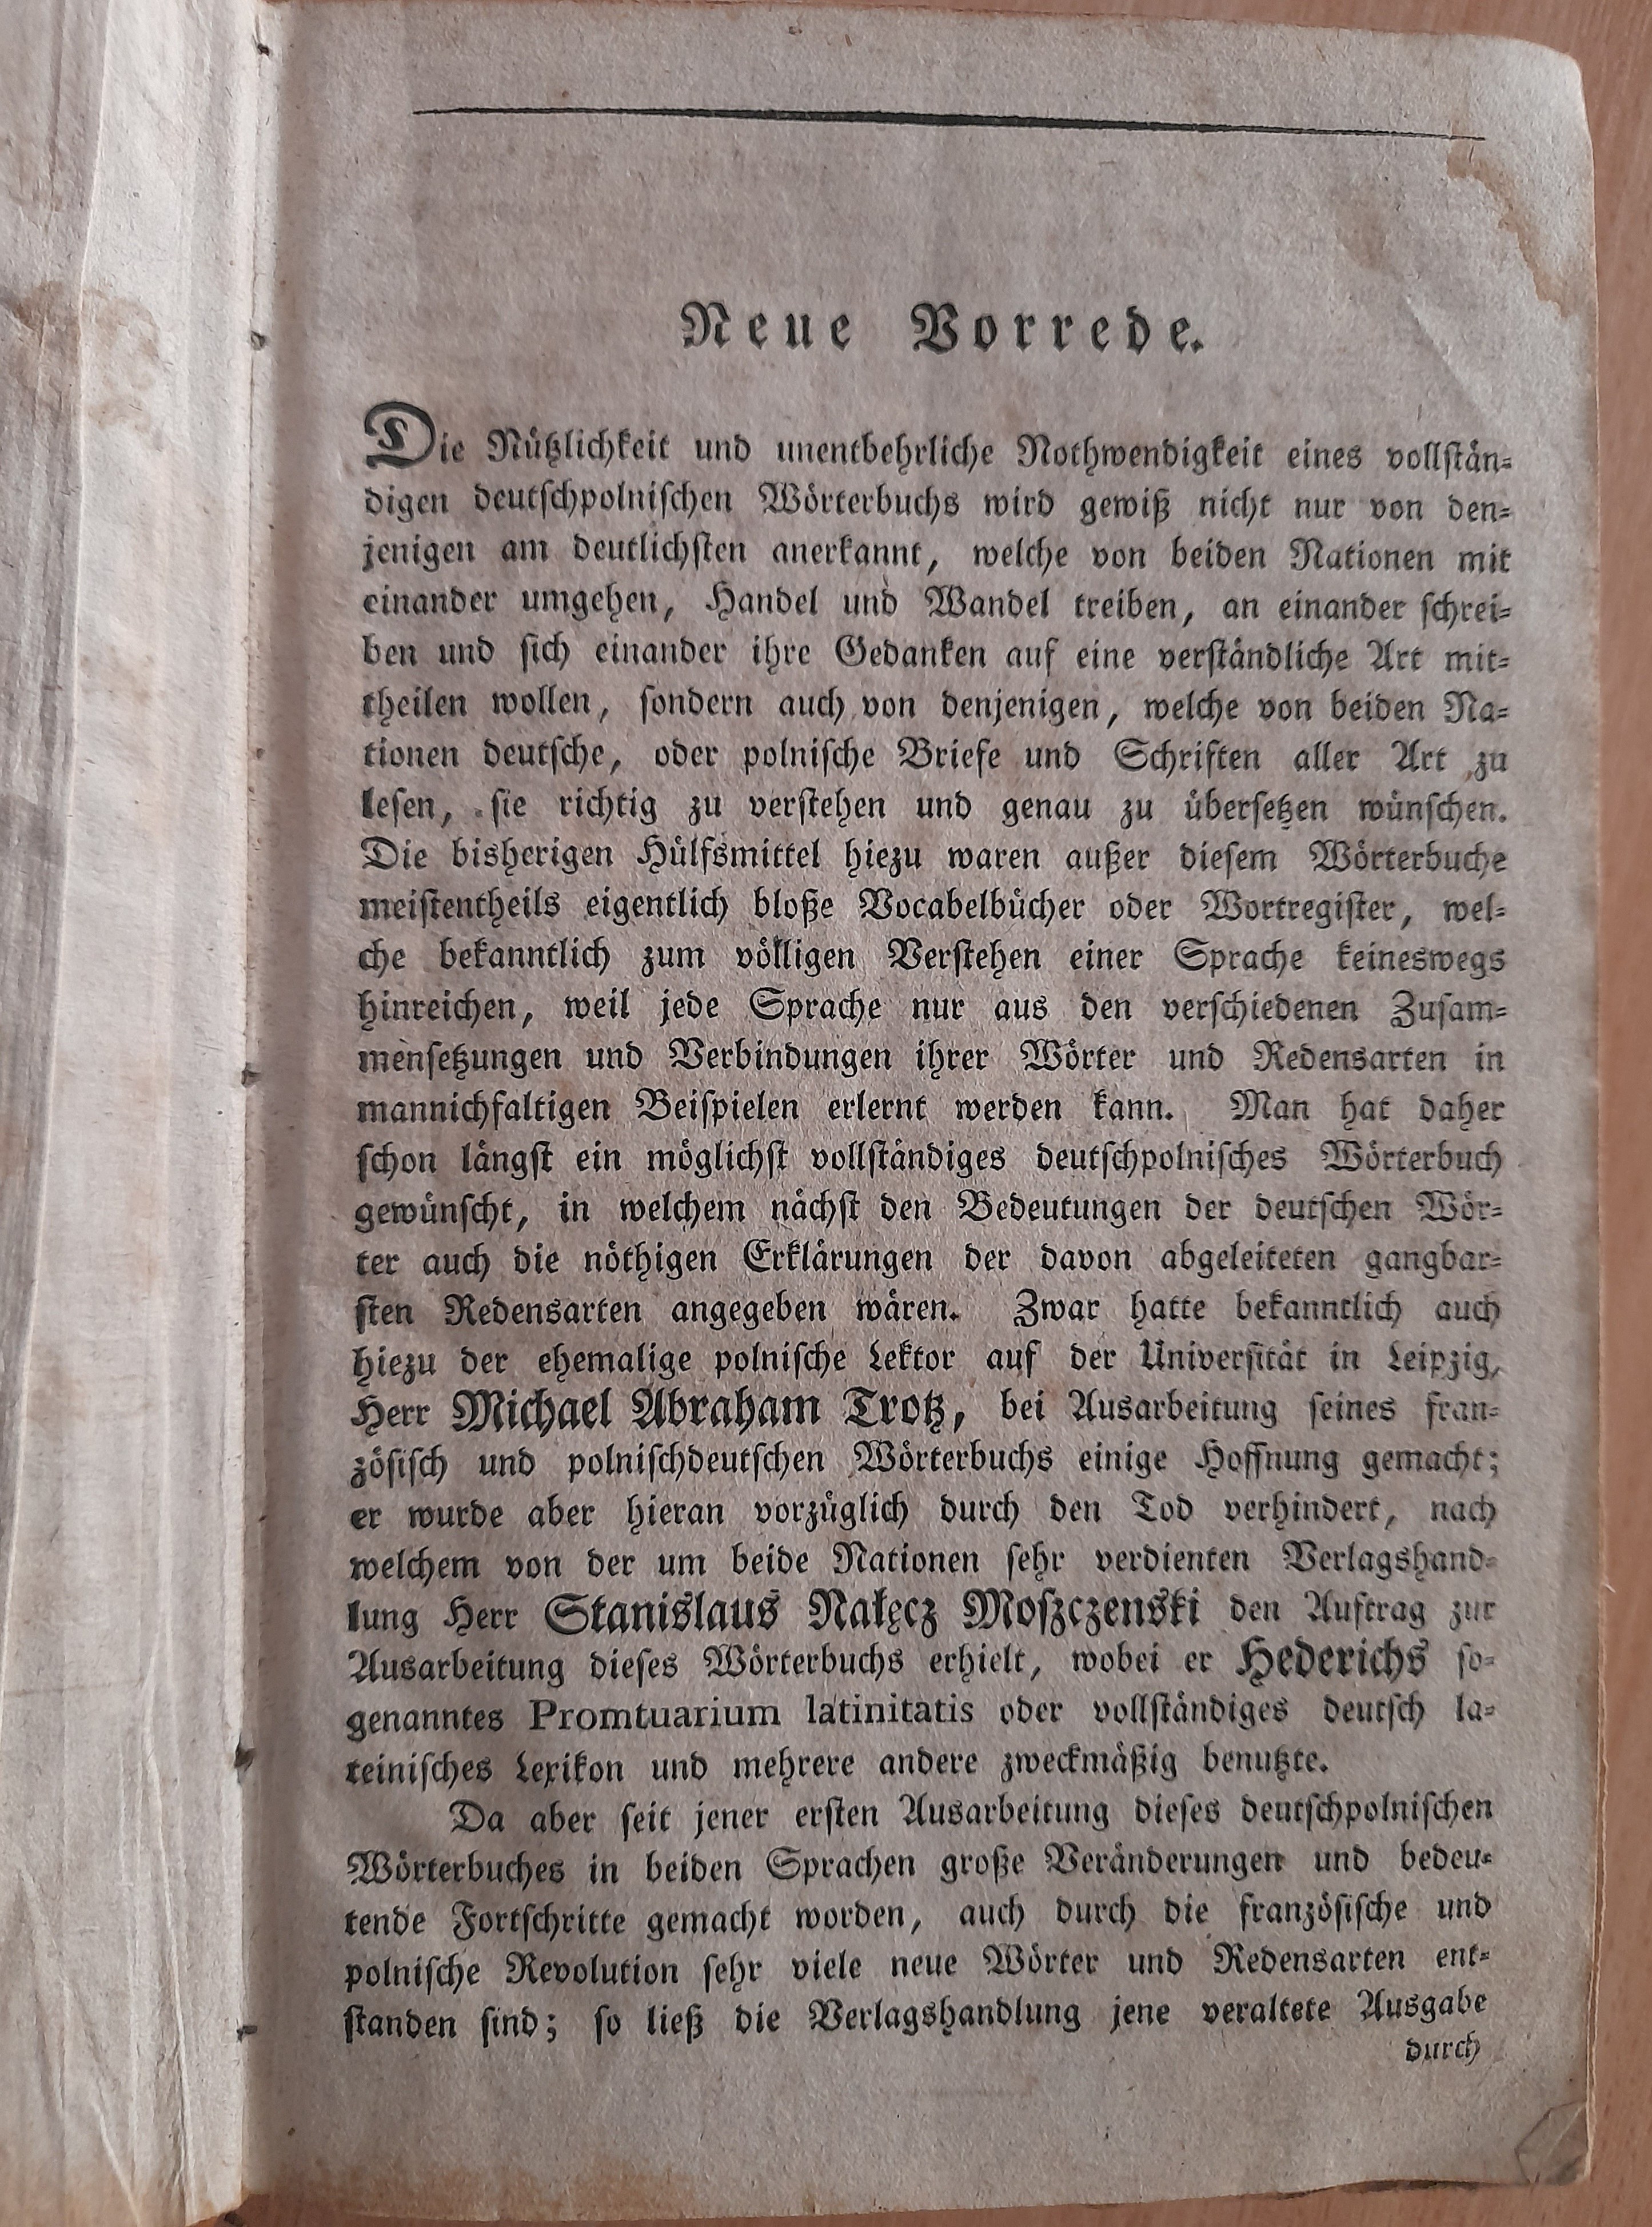 Neue Vorrede.
Die Nützlichkeit und unentbehrliche Nothwendigkeit eines vollstän-
digen deutschpolnischen Wörterbuchs wird gewiß nicht nur von den-
jenigen am deutlichsten anerkannt, welche von beiden Nationen mit
einander umgehen, Handel und Wandel treiben, an einander schrei-
ben und sich einander ihre Gedanken auf eine verständliche Art mit-
theilen wollen, sondern auch von denjenigen, welche von beiden Na-
tionen deutsche, oder polnische Briefe und Schriften aller Art zu
lesen, sie richtig zu verstehen und genau zu übersetzen wünschen.
Die bisherigen Hülfsmittel hiezu waren außer diesem Wörterbuche
meistentheils eigentlich bloße Vocabelbücher oder Wortregister, wel-
che bekanntlich zum völligen Verstehen einer Sprache keineswegs
hinreichen, weil jede Sprache nur aus den verschiedenen Zusam-
mensetzungen und Verbindungen ihrer Wörter und Redensarten in
mannichfaltigen Beispielen erlernt werden kann. Man hat daher
schon längst ein möglichst vollständiges deutschpolnisches Wörterbuch
gewünscht, in welchem nächst den Bedeutungen der deutschen Wör-
ter auch die nöthigen Erklärungen der davon abgeleiteten gangbar-
sten Redensarten angegeben wären. Zwar hatte bekanntlich auch
hiezu der ehemalige polnische Lektor auf der Universität in Leipzig,
Herr Michael Abraham Trotz, bei Ausarbeitung seines fran-
zösisch und polnischdeutschen Wörterbuchs einige Hoffnung gemacht;
er wurde aber hieran vorzüglich durch den Tod verhindert, nach
welchem von der um beide Nationen sehr verdienten Verlagshand-
lung Herr Stanislaus Nałęcz Moszczenski den Auftrag zur
Ausarbeitung dieses Wörterbuchs erhielt, wobei er Hederichs so-
genanntes Promtuarium latinitatis oder vollständiges deutsch la-
teinisches Lexikon und mehrere andere zweckmäßig benutzte.
Da aber seit jener ersten Ausarbeitung dieses deutschpolnischen
Wörterbuches in beiden Sprachen große Veränderungen und bedeu-
tende Fortschritte gemacht worden, auch durch die französische und
polnische Revolution sehr viele neue Wörter und Redensarten ent-
standen sind; so ließ die Verlagshandlung jene veraltete Ausgabe
durch